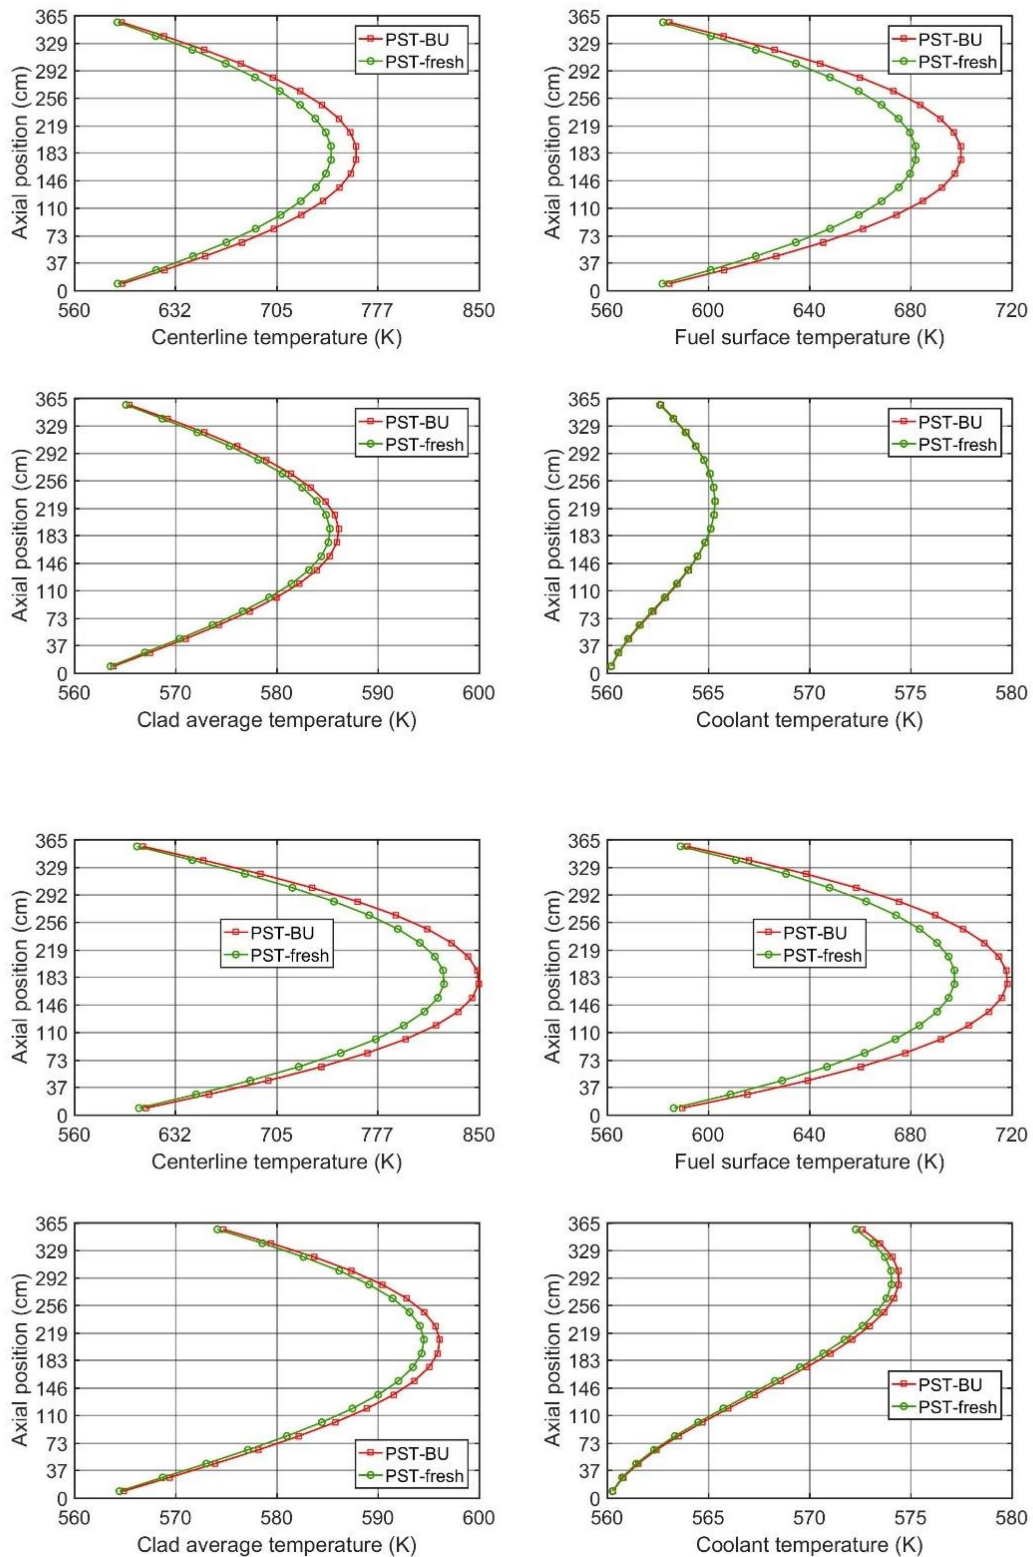 365
329
292
256
219
183
146
110
73
37
0
Axial position (cm)
PST-BU
PST-fresh
560 632 705 777 850
Centerline temperature (K)
365
329
292
256
219
183
146
110
73
37
0
Axial position (cm)
PST-BU
PST-fresh
560 600 640 680 720
Fuel surface temperature (K)
365
329
292
256
219
183
146
110
73
37
0
Axial position (cm)
PST-BU
PST-fresh
560 570 580 590 600
Clad average temperature (K)
365
329
292
256
219
183
146
110
73
37
0
Axial position (cm)
PST-BU
PST-fresh
560 565 570 575 580
Coolant temperature (K)
365
329
292
256
219
183
146
110
73
37
0
Axial position (cm)
PST-BU
PST-fresh
560 632 705 777 850
Centerline temperature (K)
365
329
292
256
219
183
146
110
73
37
0
Axial position (cm)
PST-BU
PST-fresh
560 600 640 680 720
Fuel surface temperature (K)
365
329
292
256
219
183
146
110
73
37
0
Axial position (cm)
PST-BU
PST-fresh
560 570 580 590 600
Clad average temperature (K)
365
329
292
256
219
183
146
110
73
37
0
Axial position (cm)
PST-BU
PST-fresh
560 565 570 575 580
Coolant temperature (K)